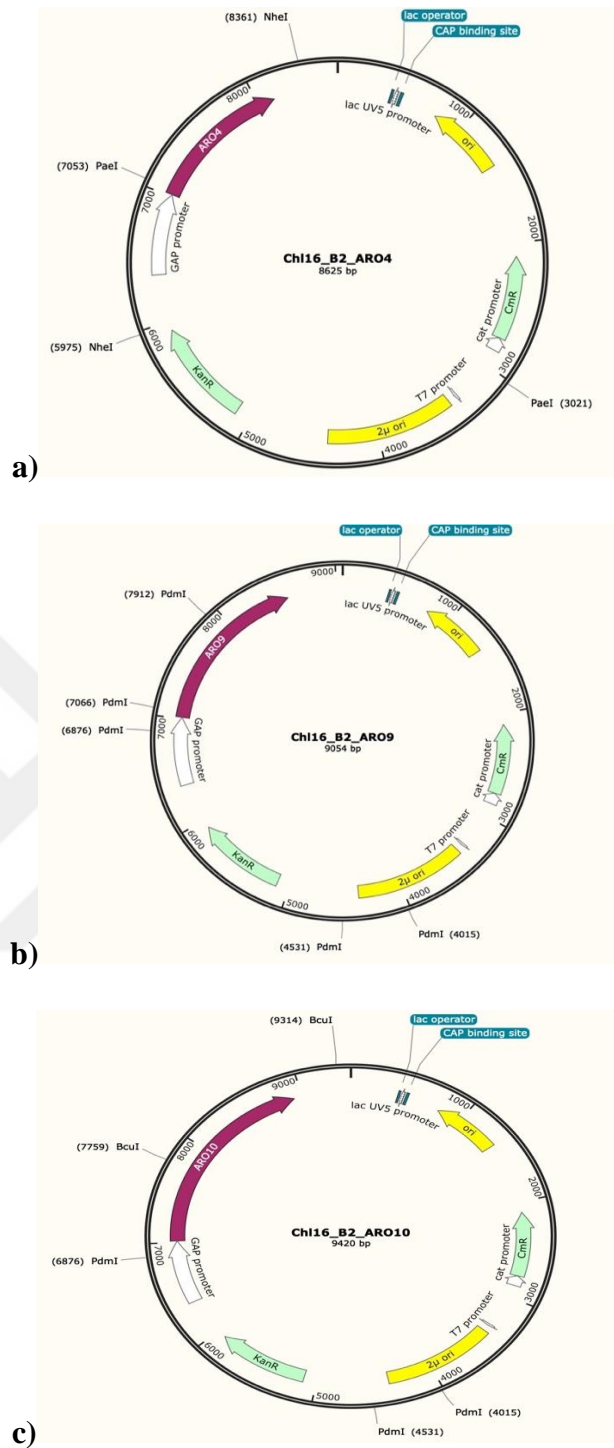 lac operator
(8361) NheI
CAP binding site
8000
1000
lac UV5 promoter
ori
ARO4
(7053) PaeI
7000
2000
GAP promoter
Chl16_B2_ARO4
8625 bp
CmR
cat promoter
6000
(5975) NheI
3000
KanR
T7 promoter
PaeI (3021)
2μ ori
5000
4000
a)
lac operator
CAP binding site
9000
(7912) PdmI
8000
1000
lac UV5 promoter
ori
ARO9
(7066) PdmI
7000
2000
(6876) PdmI
GAP promoter
Chl16_B2_ARO9
9054 bp
CmR
cat promoter
6000
3000
KanR
T7 promoter
2μ ori
5000
4000
PdmI (4015)
(4531) PdmI
b)
(9314) BcuI
lac operator
CAP binding site
9000
1000
lac UV5 promoter
ori
8000
(7759) BcuI
ARO10
2000
7000
(6876) PdmI
GAP promoter
Chl16_B2_ARO10
9420 bp
CmR
cat promoter
3000
6000
KanR
T7 promoter
2μ ori
5000
4000
PdmI (4015)
PdmI (4531)
c)